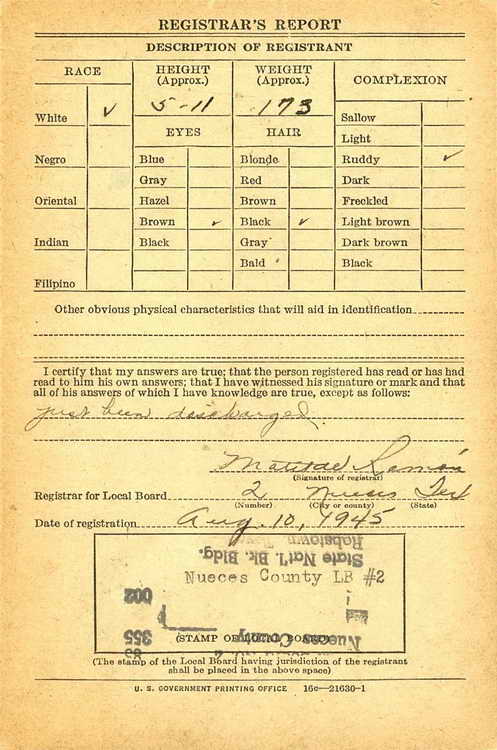 REGISTRAR'S REPORT
DESCRIPTION OF REGISTRANT
RACE
HEIGHT (Approx.)
WEIGHT (Approx.)
COMPLEXION
5-11
173
White ✓
Sallow
EYES
HAIR
Light
Negro
Blue
Blonde
Ruddy ✓
Gray
Red
Dark
Oriental
Hazel
Brown
Freckled
Brown ✓
Black ✓
Light brown
Indian
Black
Gray
Dark brown
Bald
Black
Filipino
Other obvious physical characteristics that will aid in identification
I certify that my answers are true; that the person registered has read or has had
read to him his own answers; that I have witnessed his signature or mark and that
all of his answers of which I have knowledge are true, except as follows:
just been discharged.
Matilde Ramón
(Signature of registrar)
Registrar for Local Board 2 Nueces Tex
(Number) (City or county) (State)
Date of registration Aug. 10, 1945
State Nat'l. Bk. Bldg.
Robstown,
Nueces County LB #2
002
355
Nueces County
(STAMP OF LOCAL BOARD)
(The stamp of the Local Board having jurisdiction of the registrant
shall be placed in the above space)
U. S. GOVERNMENT PRINTING OFFICE 16c—21630-1